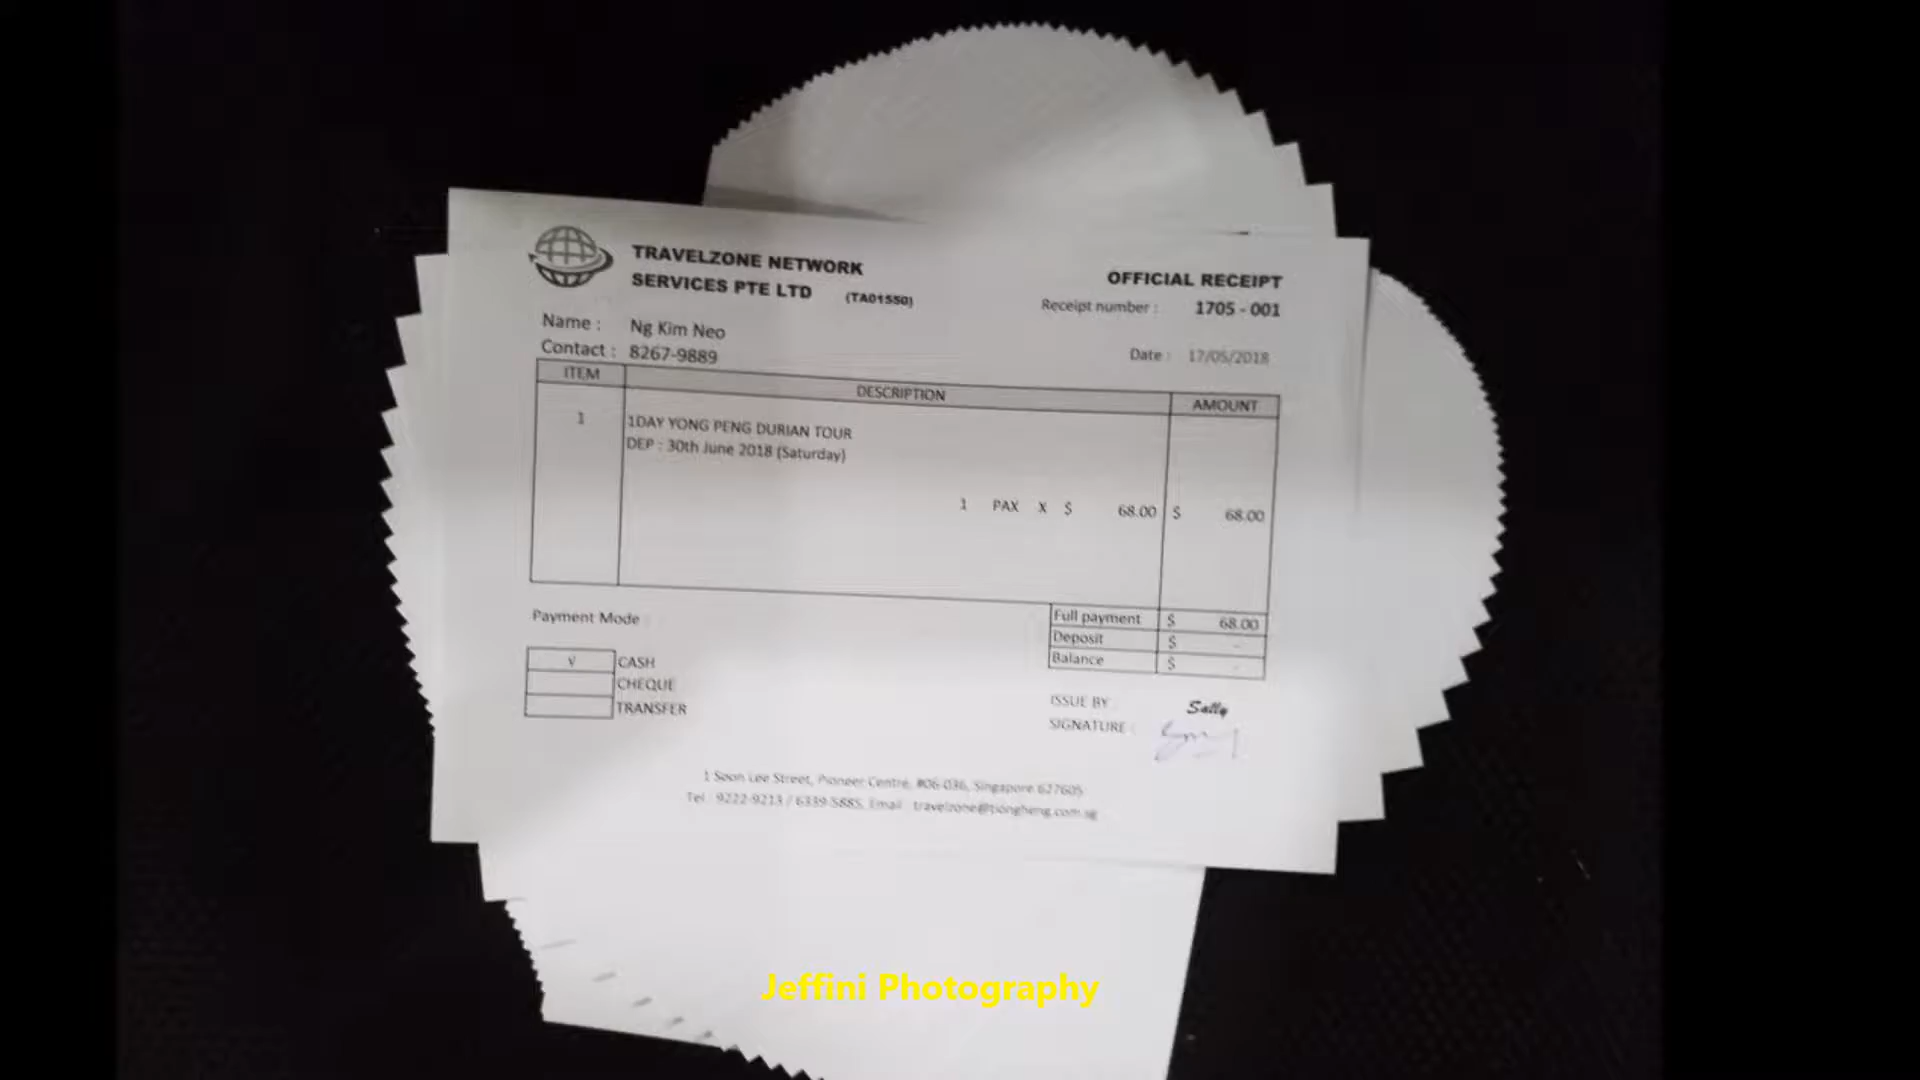 TRAVELZONE NETWORK
SERVICES PTE LTD (TA01550)
OFFICIAL RECEIPT
Receipt number : 1705 - 001
Name : Ng Kim Neo
Contact : 8267-9889
Date : 17/05/2018
ITEM DESCRIPTION AMOUNT
1 1DAY YONG PENG DURIAN TOUR
DEP : 30th June 2018 (Saturday)
1 PAX X $ 68.00 $ 68.00
Full payment $ 68.00
Deposit $ -
Balance $ -
Payment Mode :
√ CASH
CHEQUE
TRANSFER
ISSUE BY Sally
SIGNATURE :
1 Soon Lee Street, Pioneer Centre, #06-036, Singapore 627605
Tel : 9222-9213 / 6339-5885, Email : travelzone@tiongheng.com.sg
Jeffini Photography